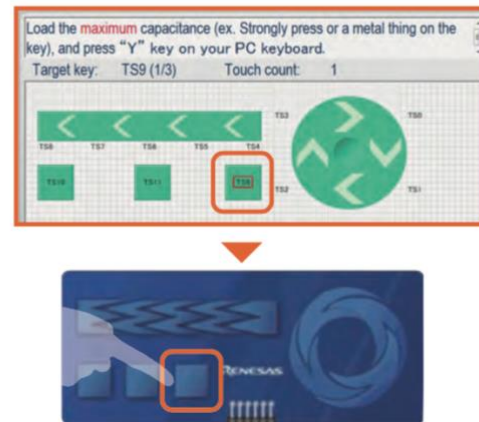 Load the maximum capacitance (ex. Strongly press or a metal thing on the
key), and press “Y” key on your PC keyboard.
Target key: TS9 (1/3) Touch count: 1
TS3 TS0
TS8 TS7 TS6 TS5 TS4
TS10 TS11 TS9 TS2 TS1
RENESAS